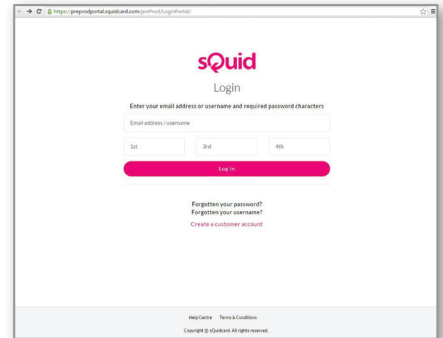 https://preprodportal.squidcard.com/preProd/LoginPortal/
sQuid
Login
Enter your email address or username and required password characters
Email address / username
1st 3rd 4th
Log in
Forgotten your password?
Forgotten your username?
Create a customer account
Help Centre Terms & Conditions
Copyright © sQuidcard. All rights reserved.